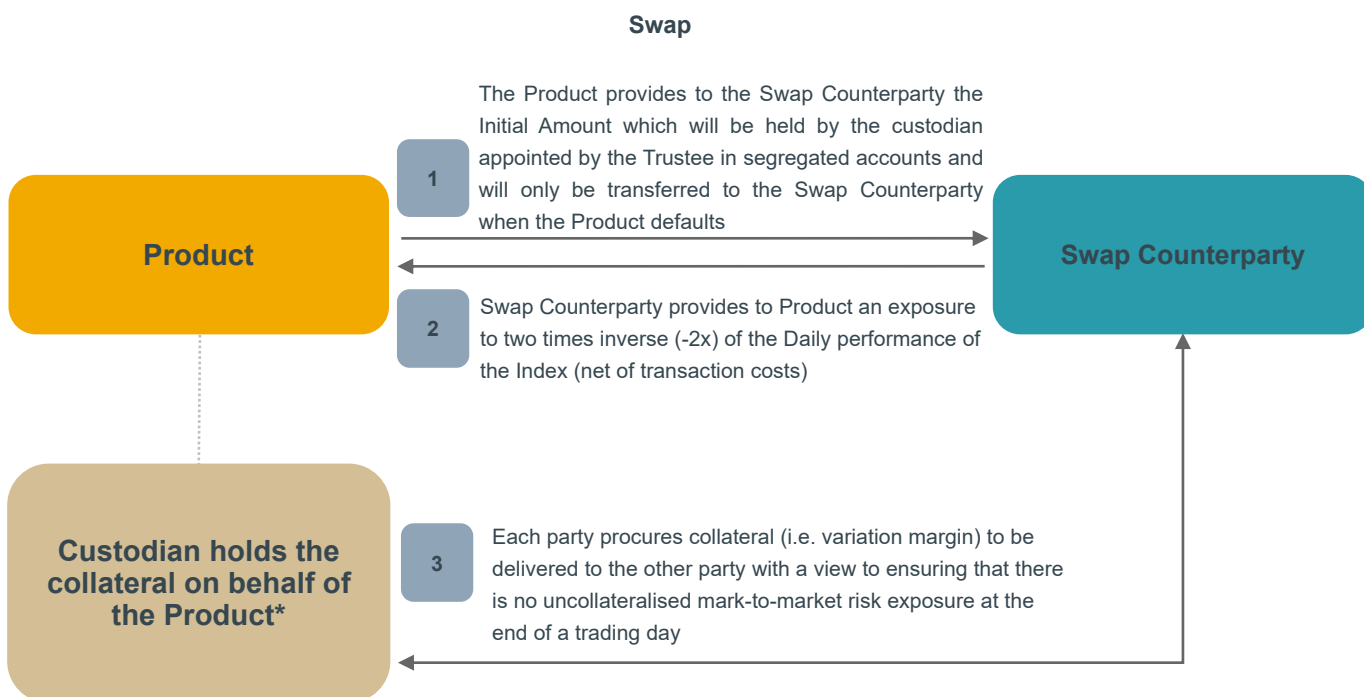 Swap
The Product provides to the Swap Counterparty the
Initial Amount which will be held by the custodian
appointed by the Trustee in segregated accounts and
will only be transferred to the Swap Counterparty
when the Product defaults
1
Product
Swap Counterparty
2
Swap Counterparty provides to Product an exposure
to two times inverse (-2x) of the Daily performance of
the Index (net of transaction costs)
Custodian holds the
collateral on behalf of
the Product*
3
Each party procures collateral (i.e. variation margin) to be
delivered to the other party with a view to ensuring that there
is no uncollateralised mark-to-market risk exposure at the
end of a trading day